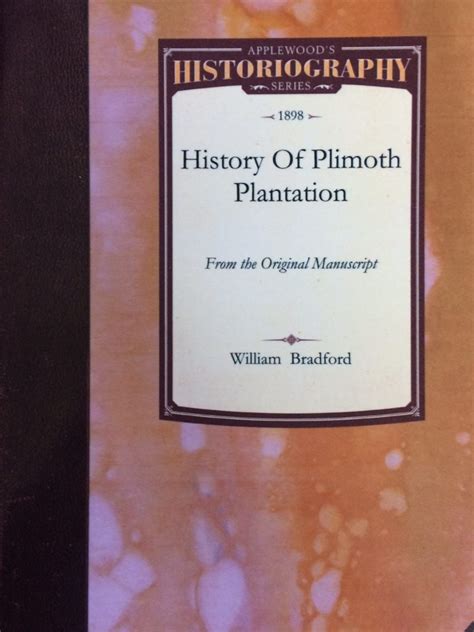 APPLEWOOD'S
HISTORIOGRAPHY
SERIES
1898
History Of Plimoth
Plantation
From the Original Manuscript
William Bradford